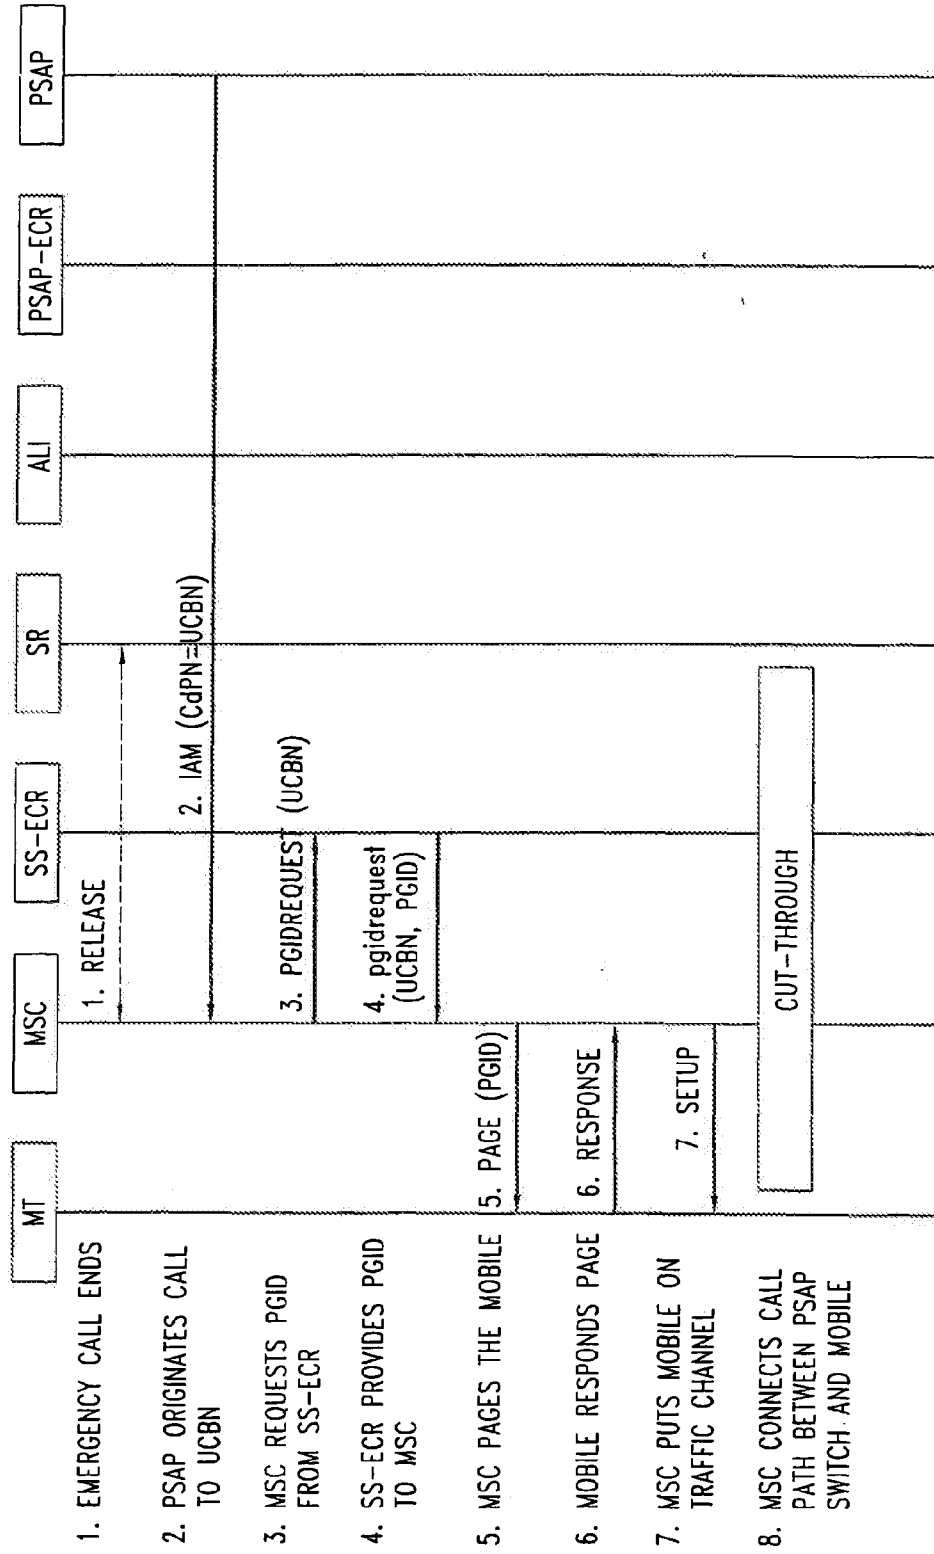 MT
MSC
SS-ECR
SR
ALI
PSAP-ECR
PSAP
1. EMERGENCY CALL ENDS
1. RELEASE
2. PSAP ORIGINATES CALL
TO UCBN
2. IAM (CdPN=UCBN)
3. MSC REQUESTS PGID
FROM SS-ECR
3. PGIDREQUEST (UCBN)
4. SS-ECR PROVIDES PGID
TO MSC
4. pgidrequest
(UCBN, PGID)
5. MSC PAGES THE MOBILE
5. PAGE (PGID)
6. MOBILE RESPONDS PAGE
6. RESPONSE
7. MSC PUTS MOBILE ON
TRAFFIC CHANNEL
7. SETUP
8. MSC CONNECTS CALL
PATH BETWEEN PSAP
SWITCH AND MOBILE
CUT-THROUGH